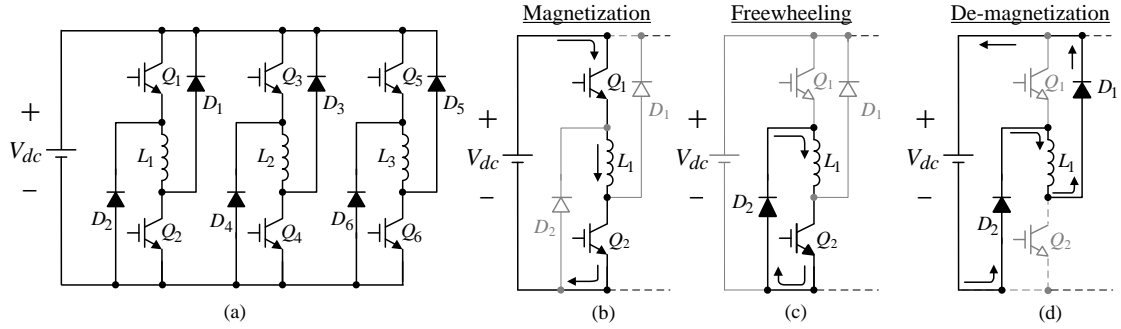 Magnetization
Freewheeling
De-magnetization
+
V_dc
−
Q_1
D_1
L_1
D_2
Q_2
Q_3
D_3
L_2
D_4
Q_4
Q_5
D_5
L_3
D_6
Q_6
(a)
+
V_dc
−
Q_1
D_1
L_1
D_2
Q_2
(b)
+
V_dc
−
Q_1
D_1
L_1
D_2
Q_2
(c)
+
V_dc
−
Q_1
D_1
L_1
D_2
Q_2
(d)